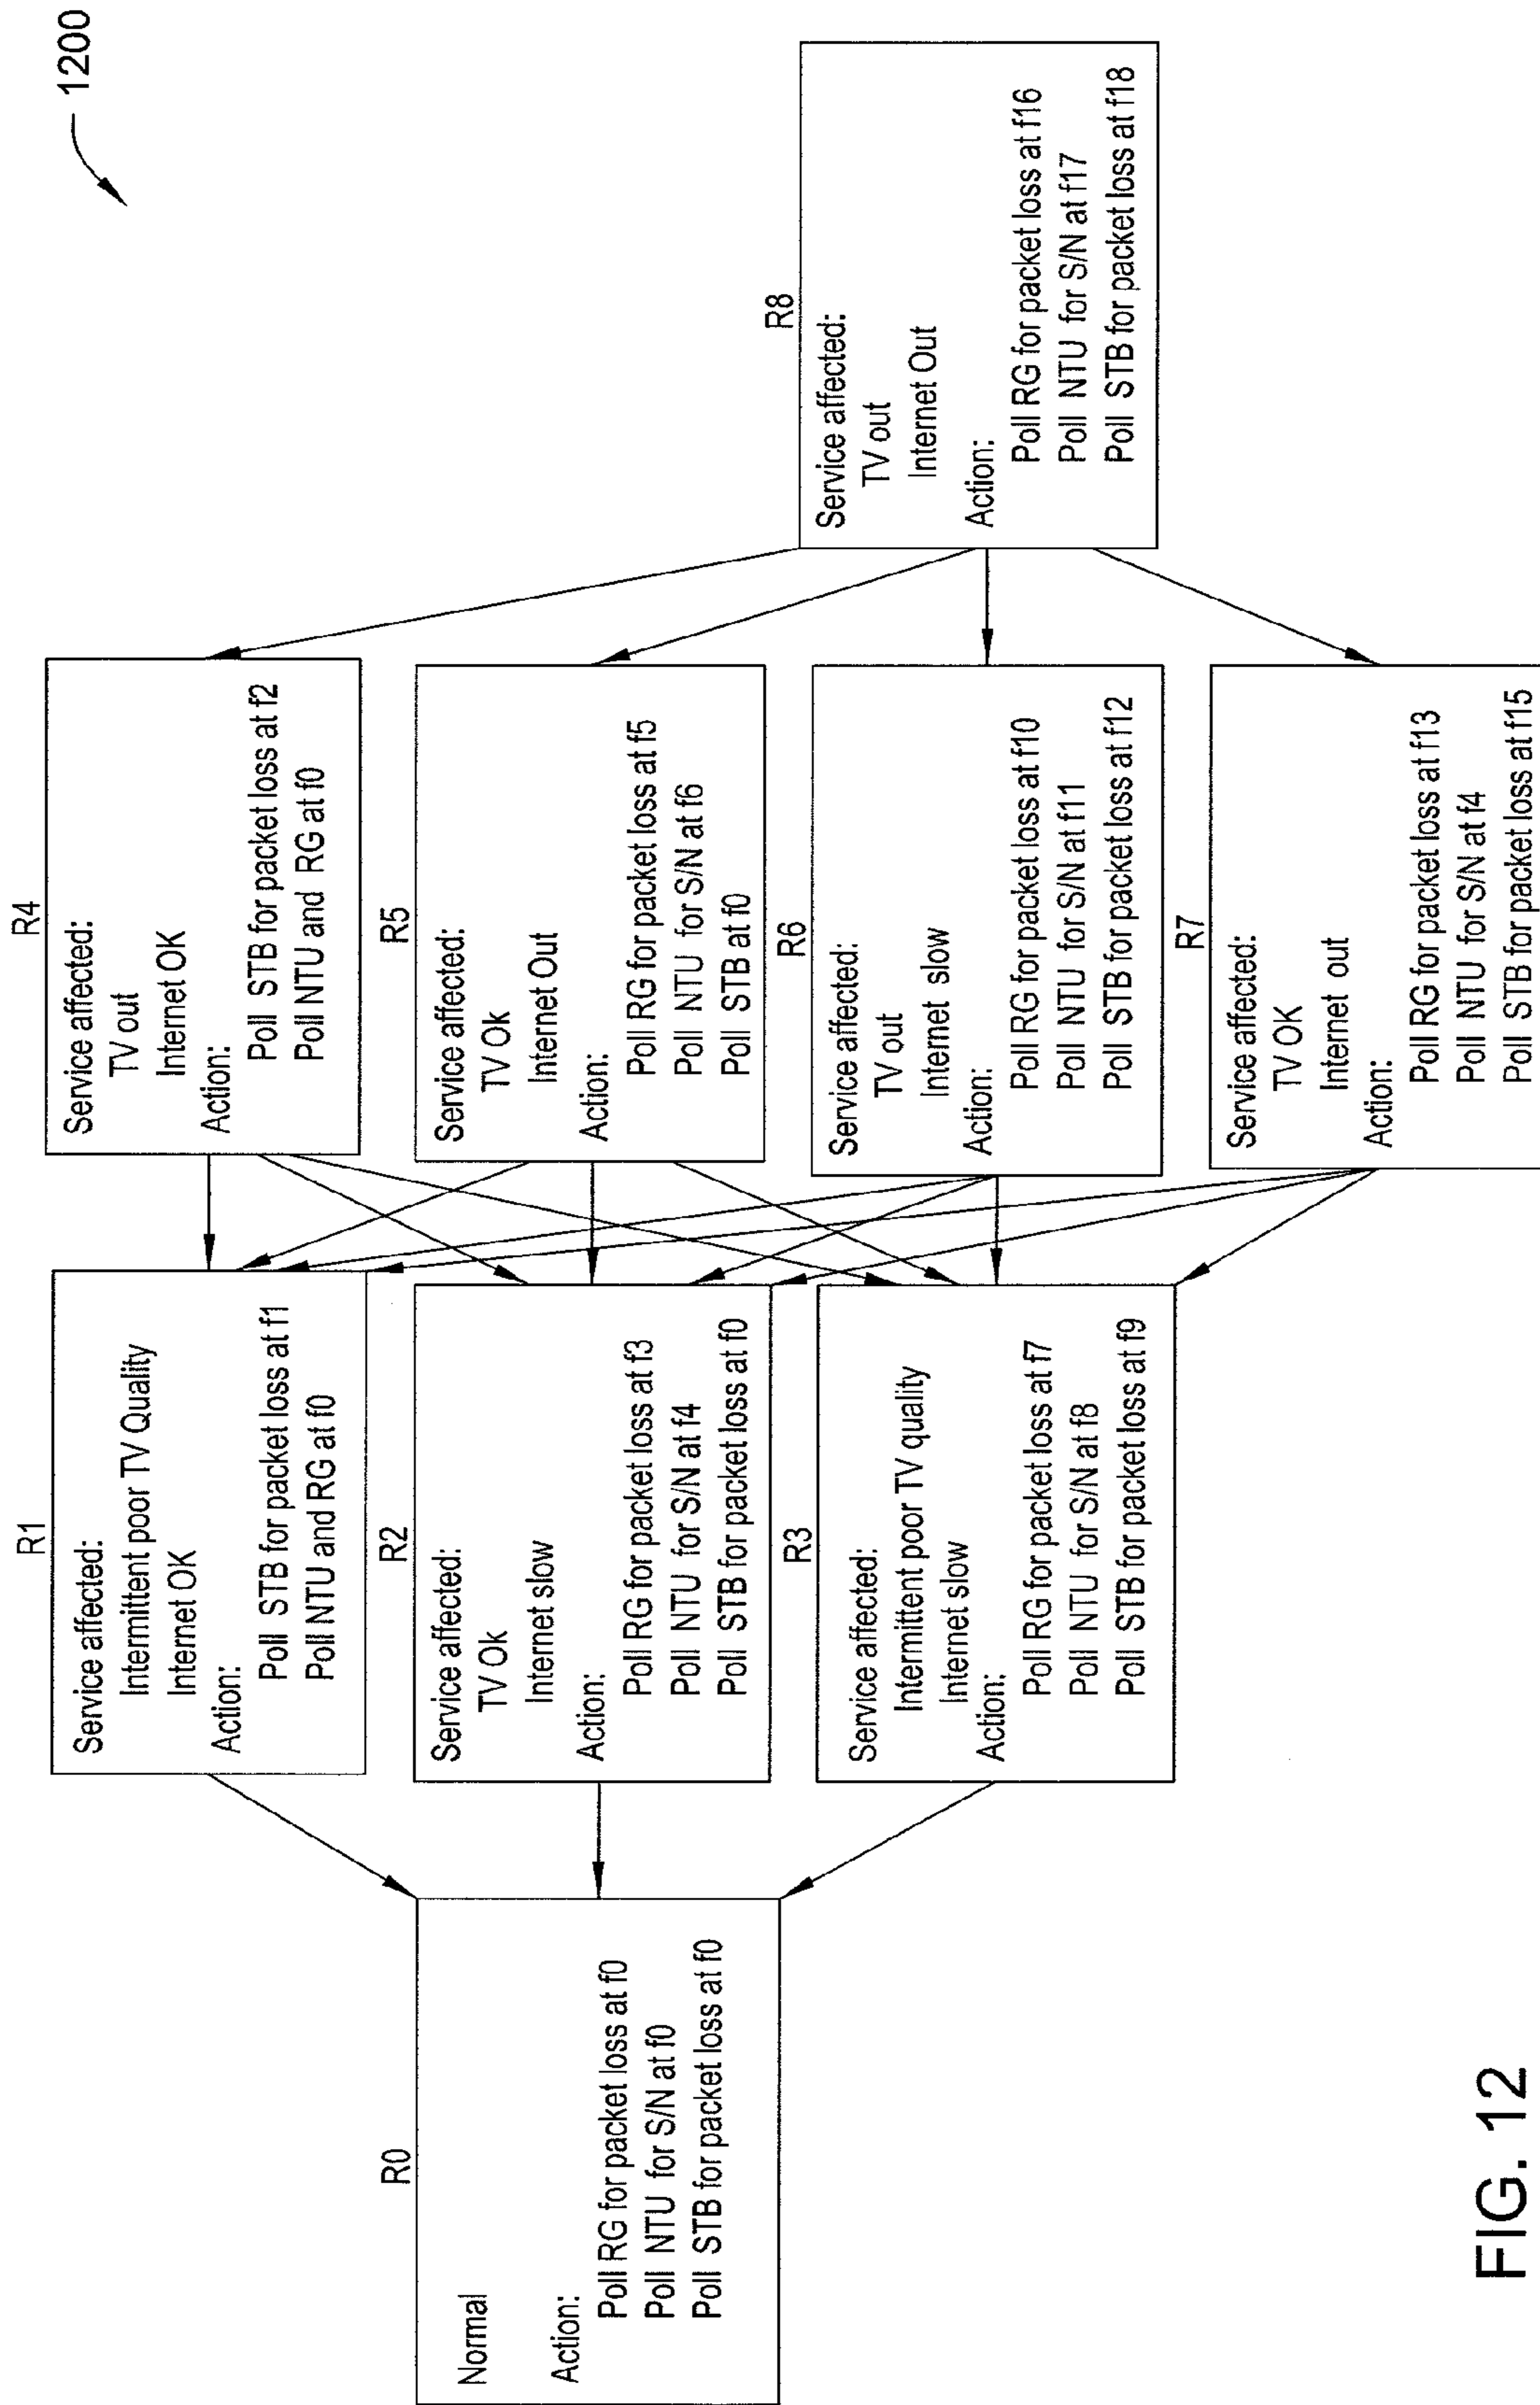 1200
R0
Normal
Action:
Poll RG for packet loss at f0
Poll NTU for S/N at f0
Poll STB for packet loss at f0
R1
Service affected:
Intermittent poor TV Quality
Internet OK
Action:
Poll STB for packet loss at f1
Poll NTU and RG at f0
R2
Service affected:
TV Ok
Internet slow
Action:
Poll RG for packet loss at f3
Poll NTU for S/N at f4
Poll STB for packet loss at f0
R3
Service affected:
Intermittent poor TV quality
Internet slow
Action:
Poll RG for packet loss at f7
Poll NTU for S/N at f8
Poll STB for packet loss at f9
R4
Service affected:
TV out
Internet OK
Action:
Poll STB for packet loss at f2
Poll NTU and RG at f0
R5
Service affected:
TV Ok
Internet Out
Action:
Poll RG for packet loss at f5
Poll NTU for S/N at f6
Poll STB at f0
R6
Service affected:
TV out
Internet slow
Action:
Poll RG for packet loss at f10
Poll NTU for S/N at f11
Poll STB for packet loss at f12
R7
Service affected:
TV OK
Internet out
Action:
Poll RG for packet loss at f13
Poll NTU for S/N at f4
Poll STB for packet loss at f15
R8
Service affected:
TV out
Internet Out
Action:
Poll RG for packet loss at f16
Poll NTU for S/N at f17
Poll STB for packet loss at f18
FIG. 12